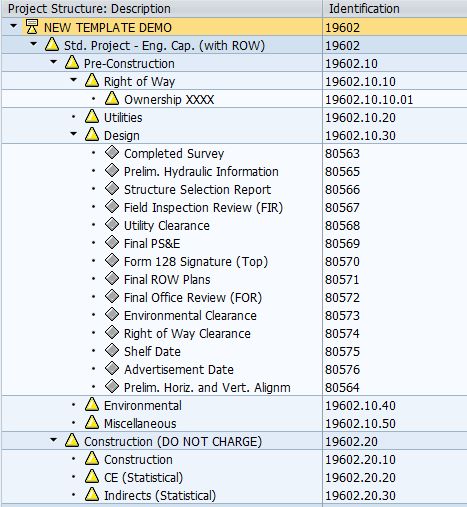 Project Structure: Description Identification
NEW TEMPLATE DEMO 19602
Std. Project - Eng. Cap. (with ROW) 19602
Pre-Construction 19602.10
Right of Way 19602.10.10
Ownership XXXX 19602.10.10.01
Utilities 19602.10.20
Design 19602.10.30
Completed Survey 80563
Prelim. Hydraulic Information 80565
Structure Selection Report 80566
Field Inspection Review (FIR) 80567
Utility Clearance 80568
Final PS&E 80569
Form 128 Signature (Top) 80570
Final ROW Plans 80571
Final Office Review (FOR) 80572
Environmental Clearance 80573
Right of Way Clearance 80574
Shelf Date 80575
Advertisement Date 80576
Prelim. Horiz. and Vert. Alignm 80564
Environmental 19602.10.40
Miscellaneous 19602.10.50
Construction (DO NOT CHARGE) 19602.20
Construction 19602.20.10
CE (Statistical) 19602.20.20
Indirects (Statistical) 19602.20.30